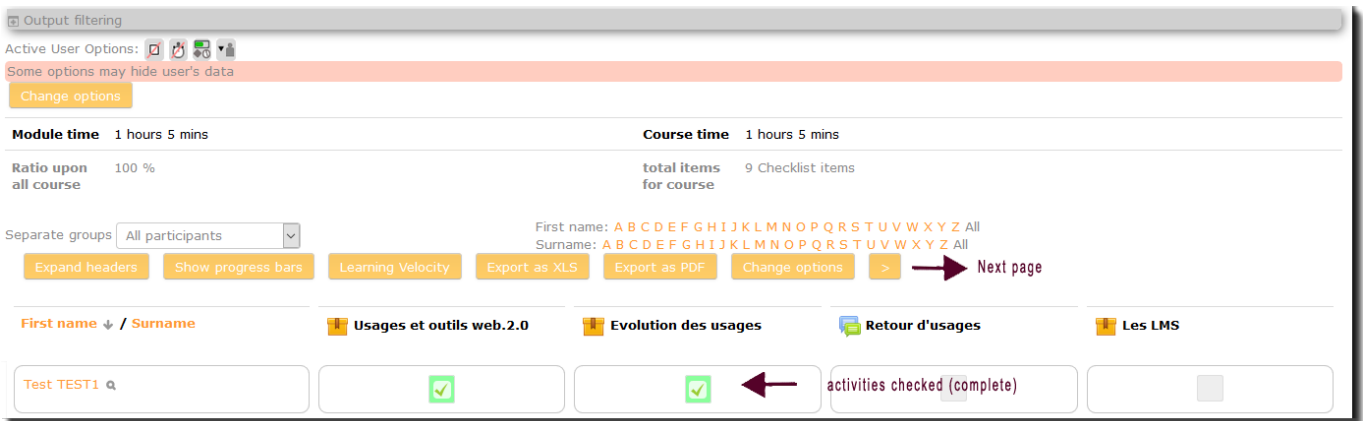 Output filtering
Active User Options:
Some options may hide user's data
Change options
Module time 1 hours 5 mins Course time 1 hours 5 mins
Ratio upon 100 % total items 9 Checklist items
all course for course
First name: A B C D E F G H I J K L M N O P Q R S T U V W X Y Z All
Separate groups All participants
Surname: A B C D E F G H I J K L M N O P Q R S T U V W X Y Z All
Expand headers Show progress bars Learning Velocity Export as XLS Export as PDF Change options > Next page
First name / Surname Usages et outils web.2.0 Evolution des usages Retour d'usages Les LMS
Test TEST1 activities checked (complete)